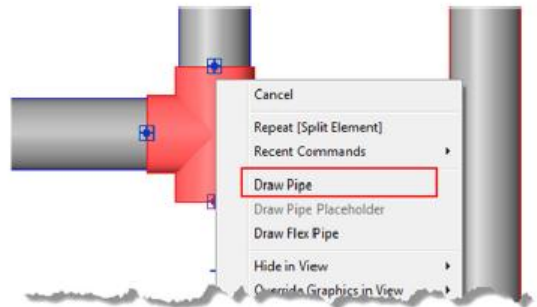 Cancel
Repeat [Split Element]
Recent Commands
Draw Pipe
Draw Pipe Placeholder
Draw Flex Pipe
Hide in View
Override Graphics in View